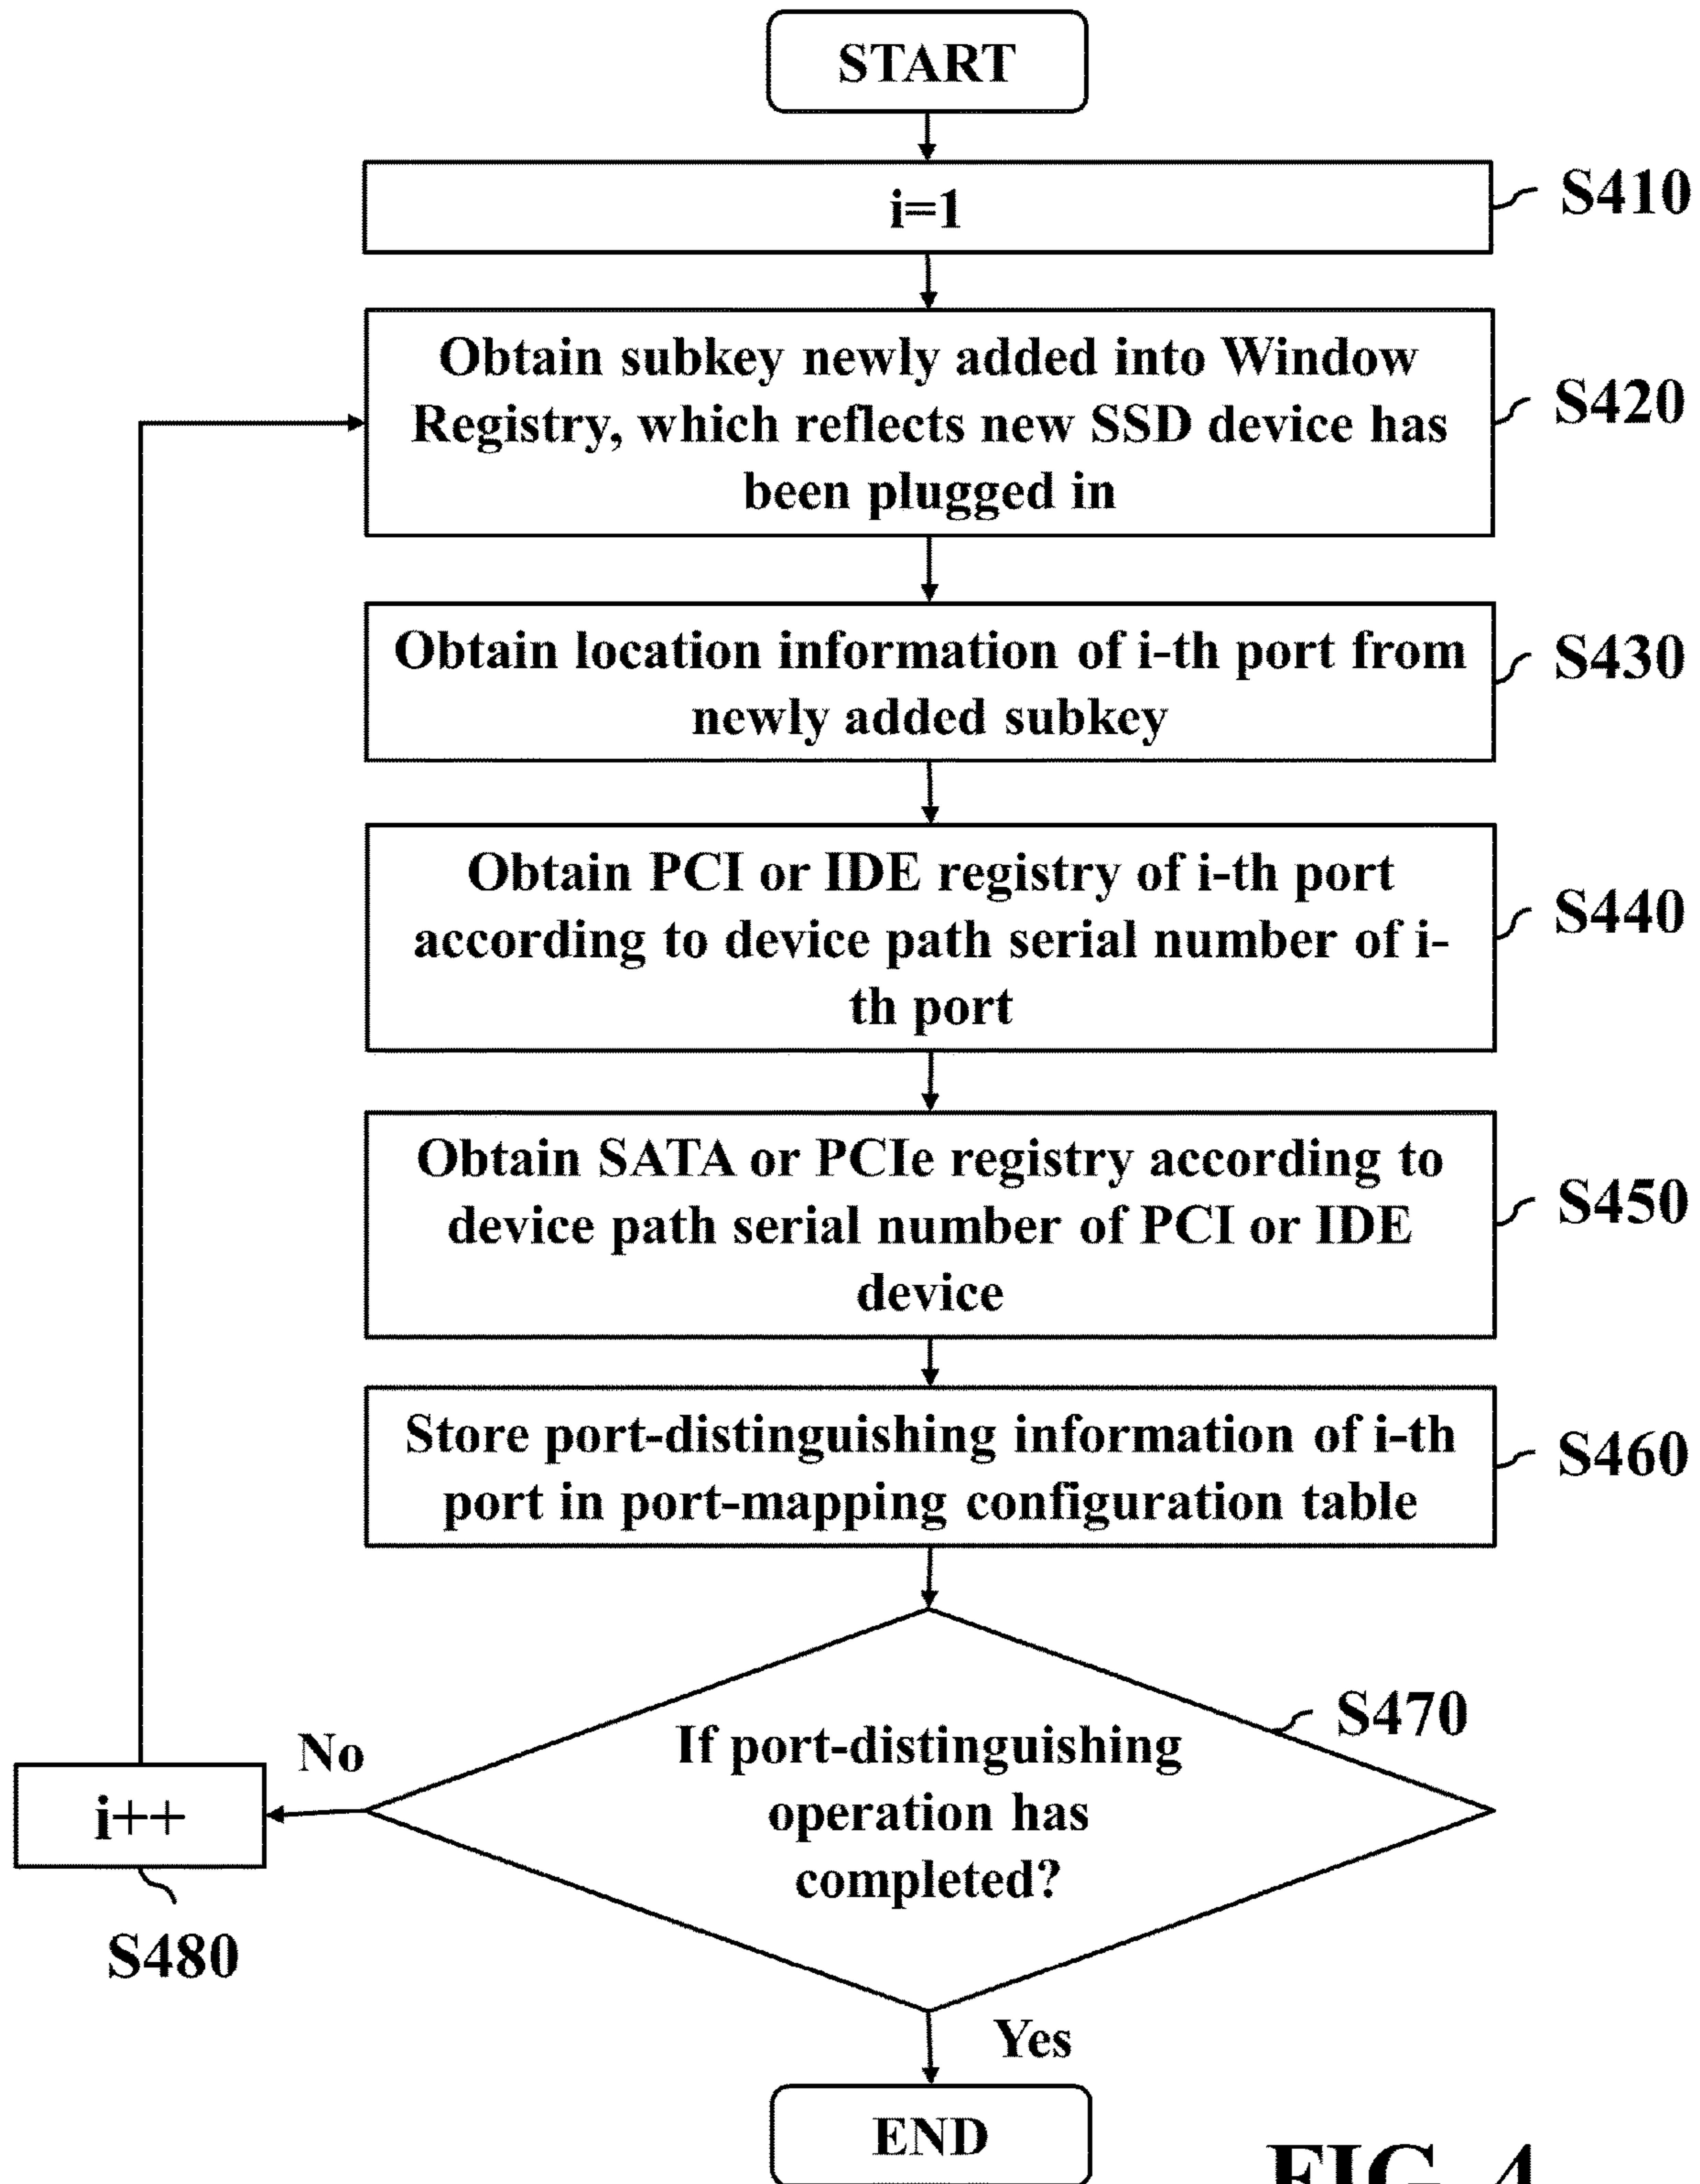 START
i=1
S410
Obtain subkey newly added into Window
Registry, which reflects new SSD device has
been plugged in
S420
Obtain location information of i-th port from
newly added subkey
S430
Obtain PCI or IDE registry of i-th port
according to device path serial number of i-
th port
S440
Obtain SATA or PCIe registry according to
device path serial number of PCI or IDE
device
S450
Store port-distinguishing information of i-th
port in port-mapping configuration table
S460
If port-distinguishing
operation has
completed?
S470
No
i++
S480
Yes
END
FIG. 4